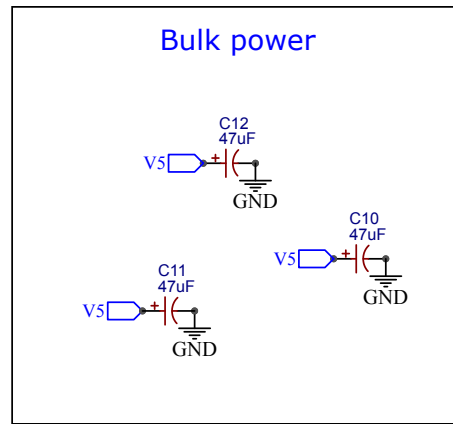 Bulk power
C12
47uF
V5
+
GND
C10
47uF
V5
+
GND
C11
47uF
V5
+
GND